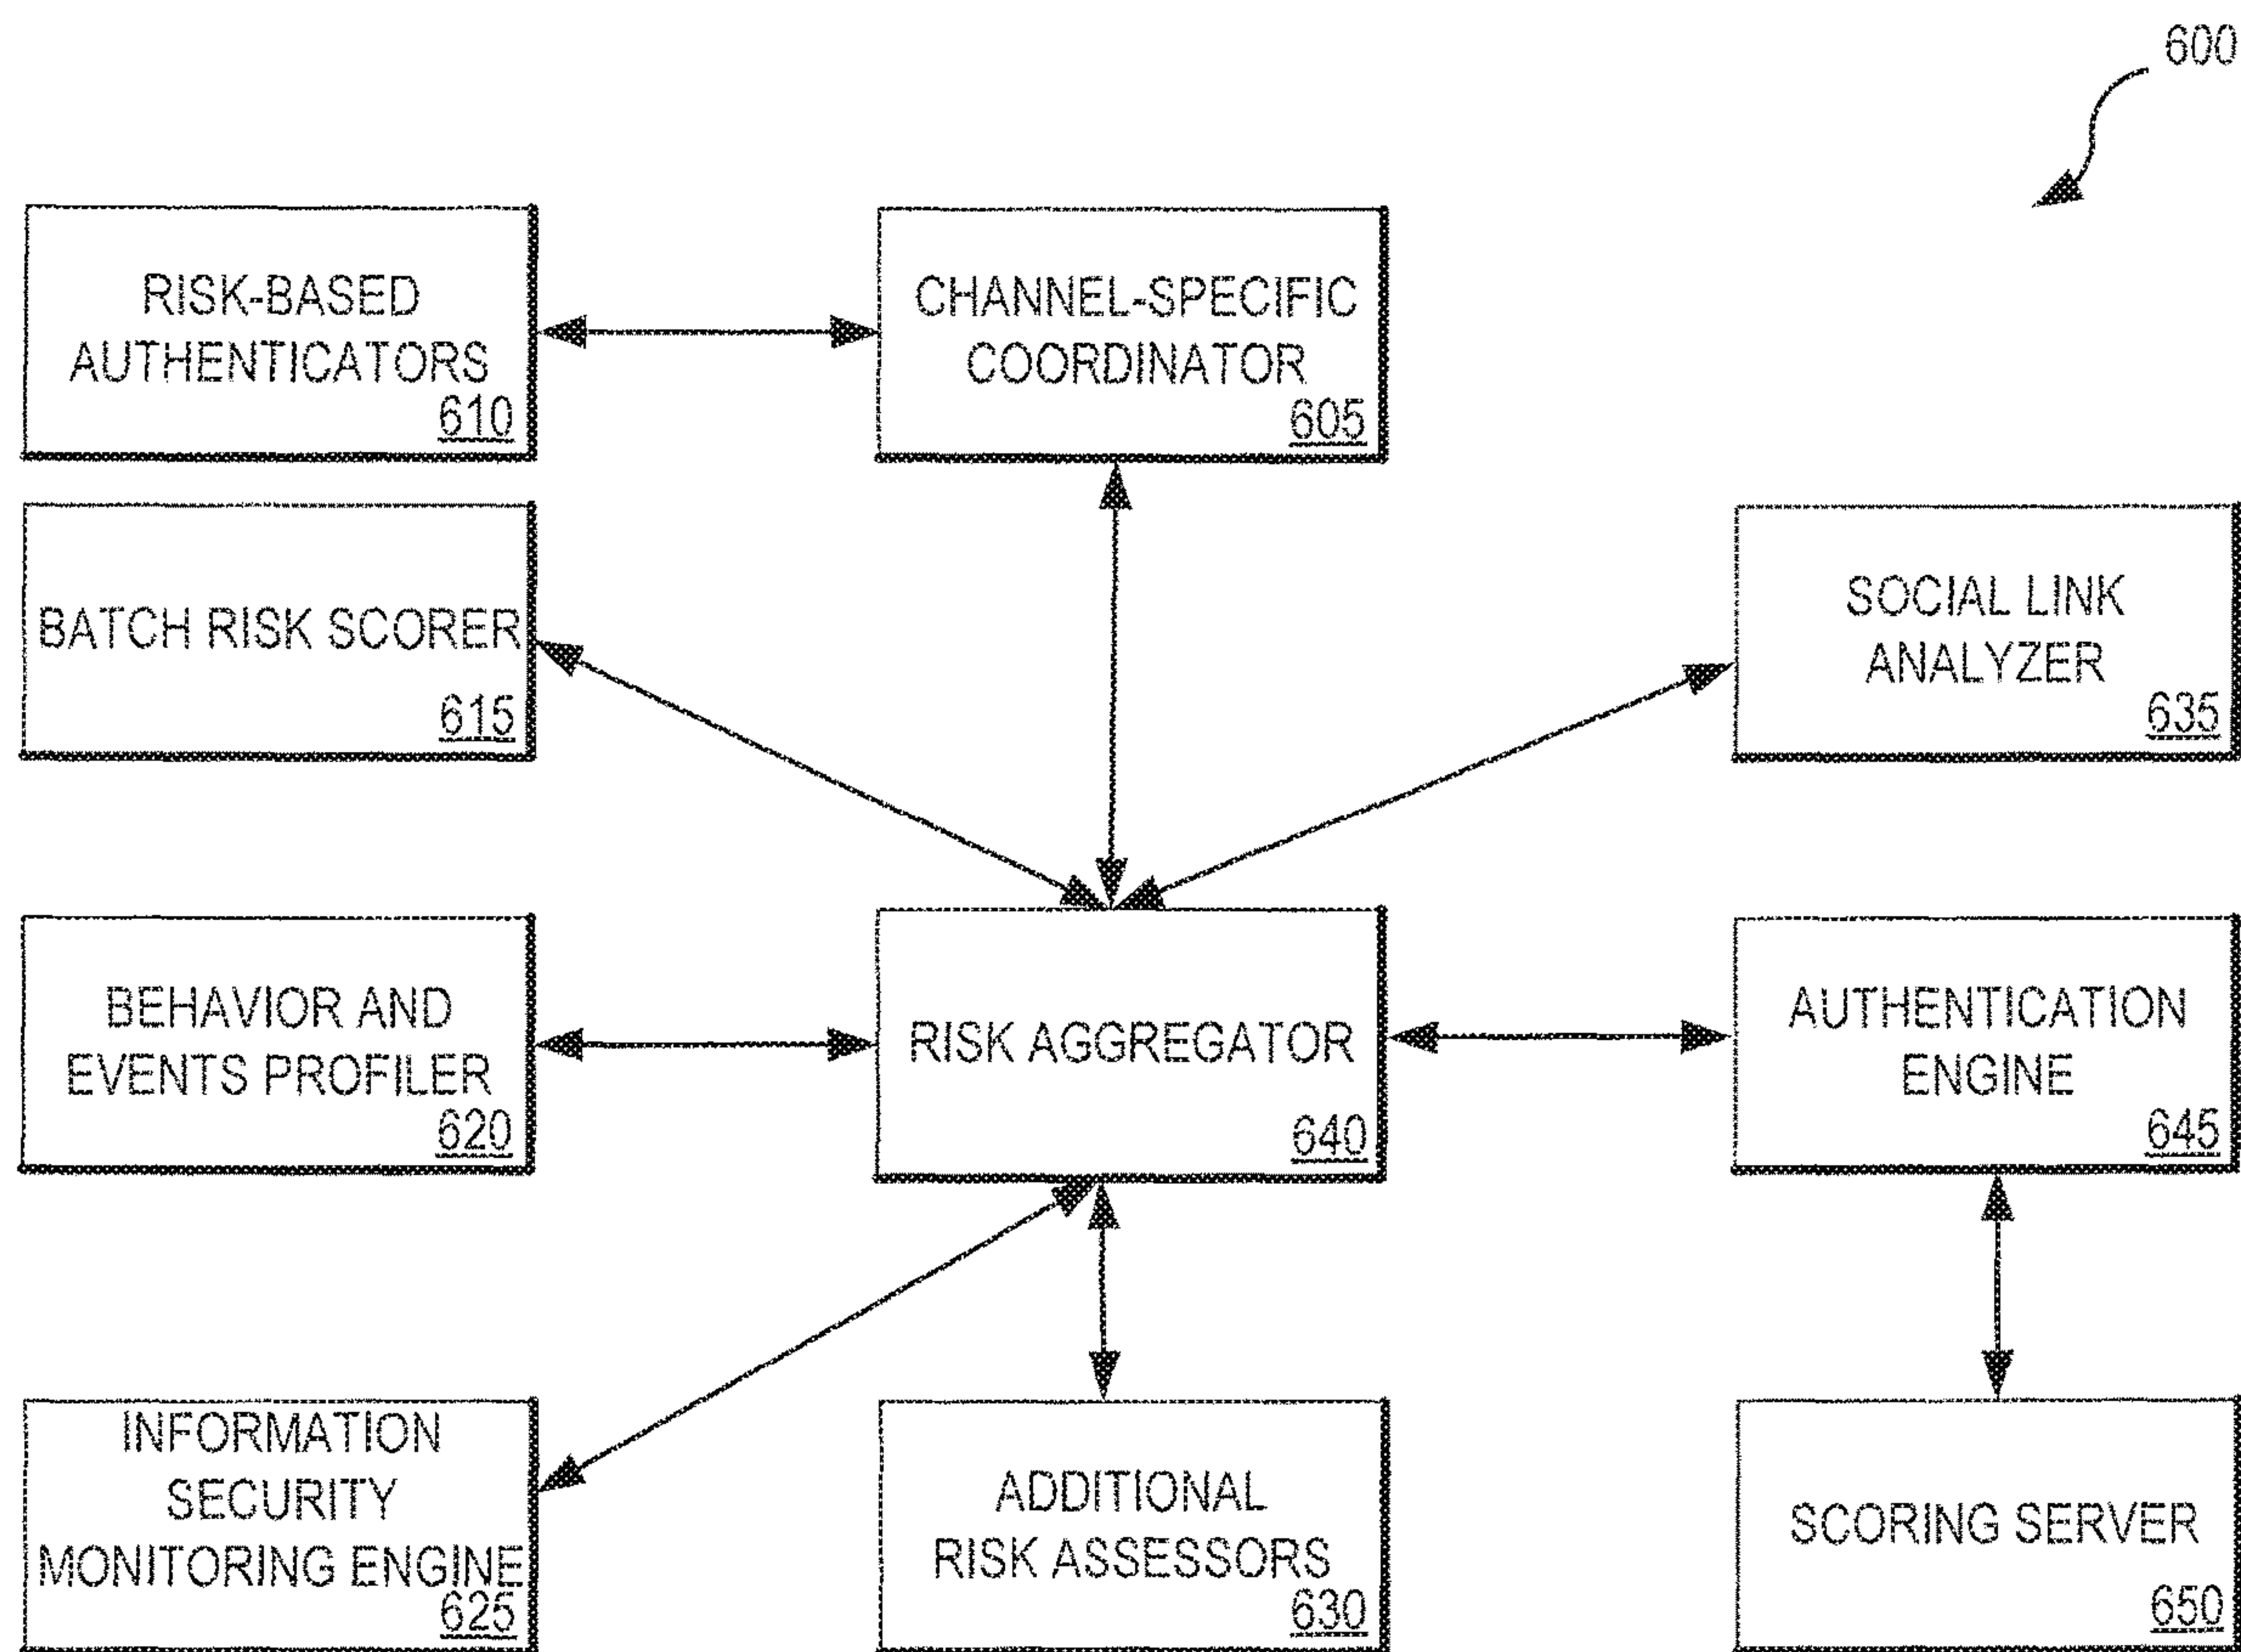 600
RISK-BASED
AUTHENTICATORS
610
CHANNEL-SPECIFIC
COORDINATOR
605
BATCH RISK SCORER
615
SOCIAL LINK
ANALYZER
635
BEHAVIOR AND
EVENTS PROFILER
620
RISK AGGREGATOR
640
AUTHENTICATION
ENGINE
645
INFORMATION
SECURITY
MONITORING ENGINE
625
ADDITIONAL
RISK ASSESSORS
630
SCORING SERVER
650